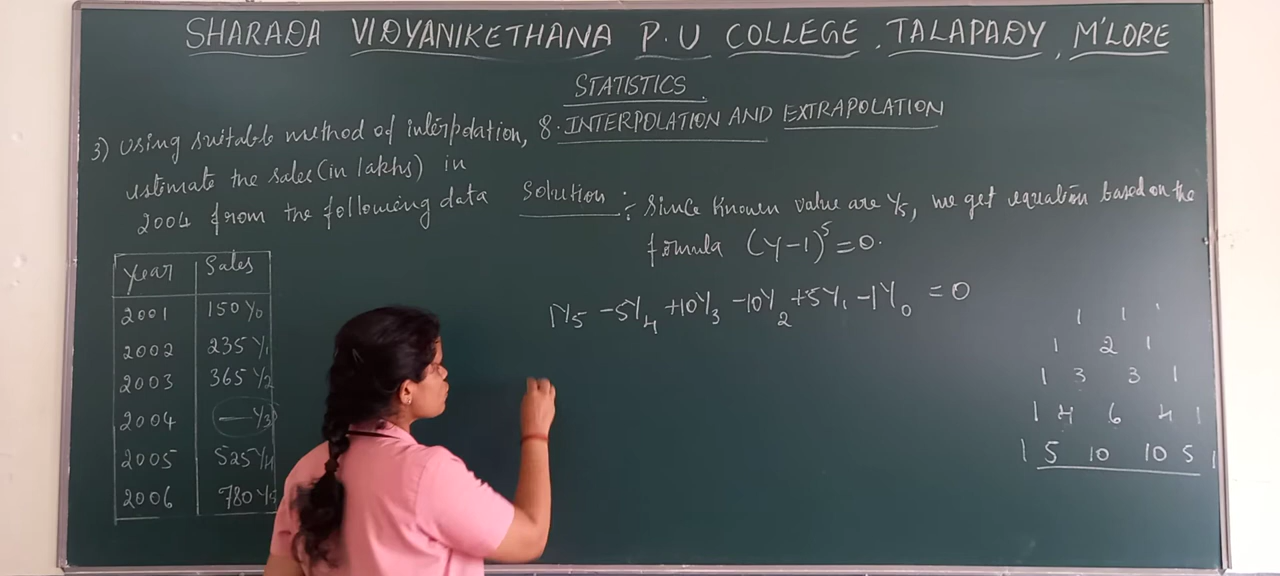 SHARADA VIDYANIKETHANA P.U COLLEGE, TALAPADY, M'LORE
STATISTICS.
8. INTERPOLATION AND EXTRAPOLATION
3) Using suitable method of interpolation,
estimate the sales (in lakhs) in
2004 from the following data
Year Sales
2001 150 Y0
2002 235 Y1
2003 365 Y2
2004 — Y3
2005 525 Y4
2006 780 Y5
Solution :- Since known value are Y5, we get equation based on the
formula (Y-1)^5 = 0.
1Y5 -5Y4 +10Y3 -10Y2 +5Y1 -1Y0 = 0
1 1
1 2 1
1 3 3 1
1 4 6 4 1
1 5 10 10 5 1